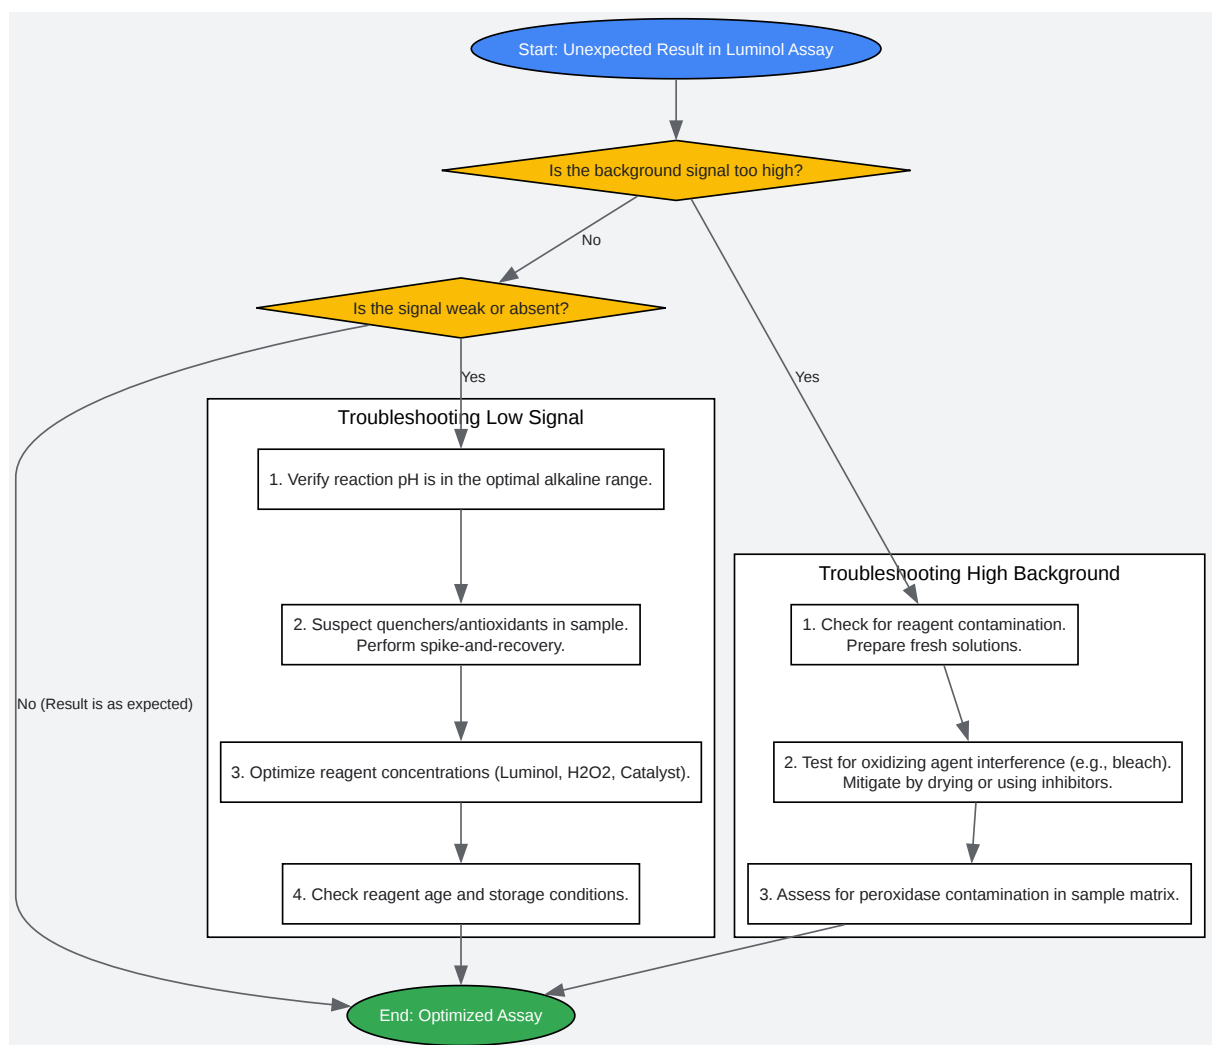 Start: Unexpected Result in Luminol Assay
Is the background signal too high?
No
Is the signal weak or absent?
Yes
Yes
Troubleshooting Low Signal
1. Verify reaction pH is in the optimal alkaline range.
2. Suspect quenchers/antioxidants in sample.
Perform spike-and-recovery.
3. Optimize reagent concentrations (Luminol, H2O2, Catalyst).
4. Check reagent age and storage conditions.
Troubleshooting High Background
1. Check for reagent contamination.
Prepare fresh solutions.
2. Test for oxidizing agent interference (e.g., bleach).
Mitigate by drying or using inhibitors.
3. Assess for peroxidase contamination in sample matrix.
No (Result is as expected)
End: Optimized Assay